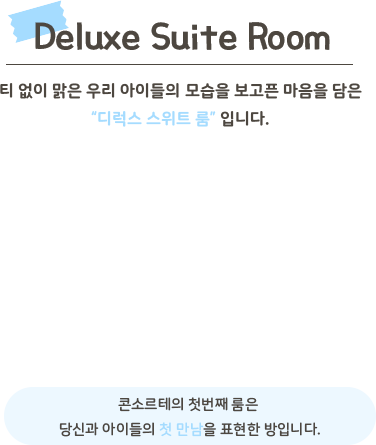 Deluxe Suite Room
티 없이 맑은 우리 아이들의 모습을 보고픈 마음을 담은
“디럭스 스위트 룸” 입니다.
콘소르테의 첫번째 룸은
당신과 아이들의 첫 만남을 표현한 방입니다.